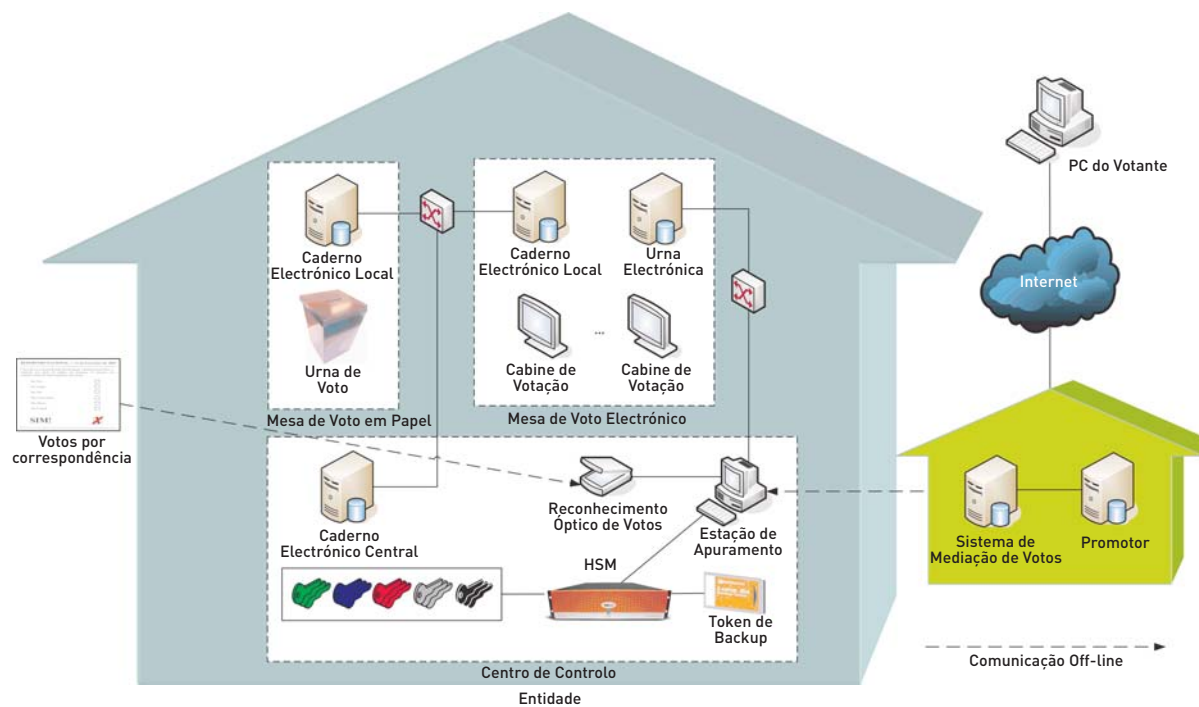 PC do Votante
Internet
Caderno
Electrónico Local
Urna de
Voto
Mesa de Voto em Papel
Caderno
Electrónico Local
Urna
Electrónica
...
Cabine de
Votação
Cabine de
Votação
Mesa de Voto Electrónico
SIM!
Votos por
correspondência
Caderno
Electrónico Central
Reconhecimento
Óptico de Votos
Estação de
Apuramento
HSM
Token de
Backup
Centro de Controlo
Entidade
Sistema de
Mediação de Votos
Promotor
Comunicação Off-line